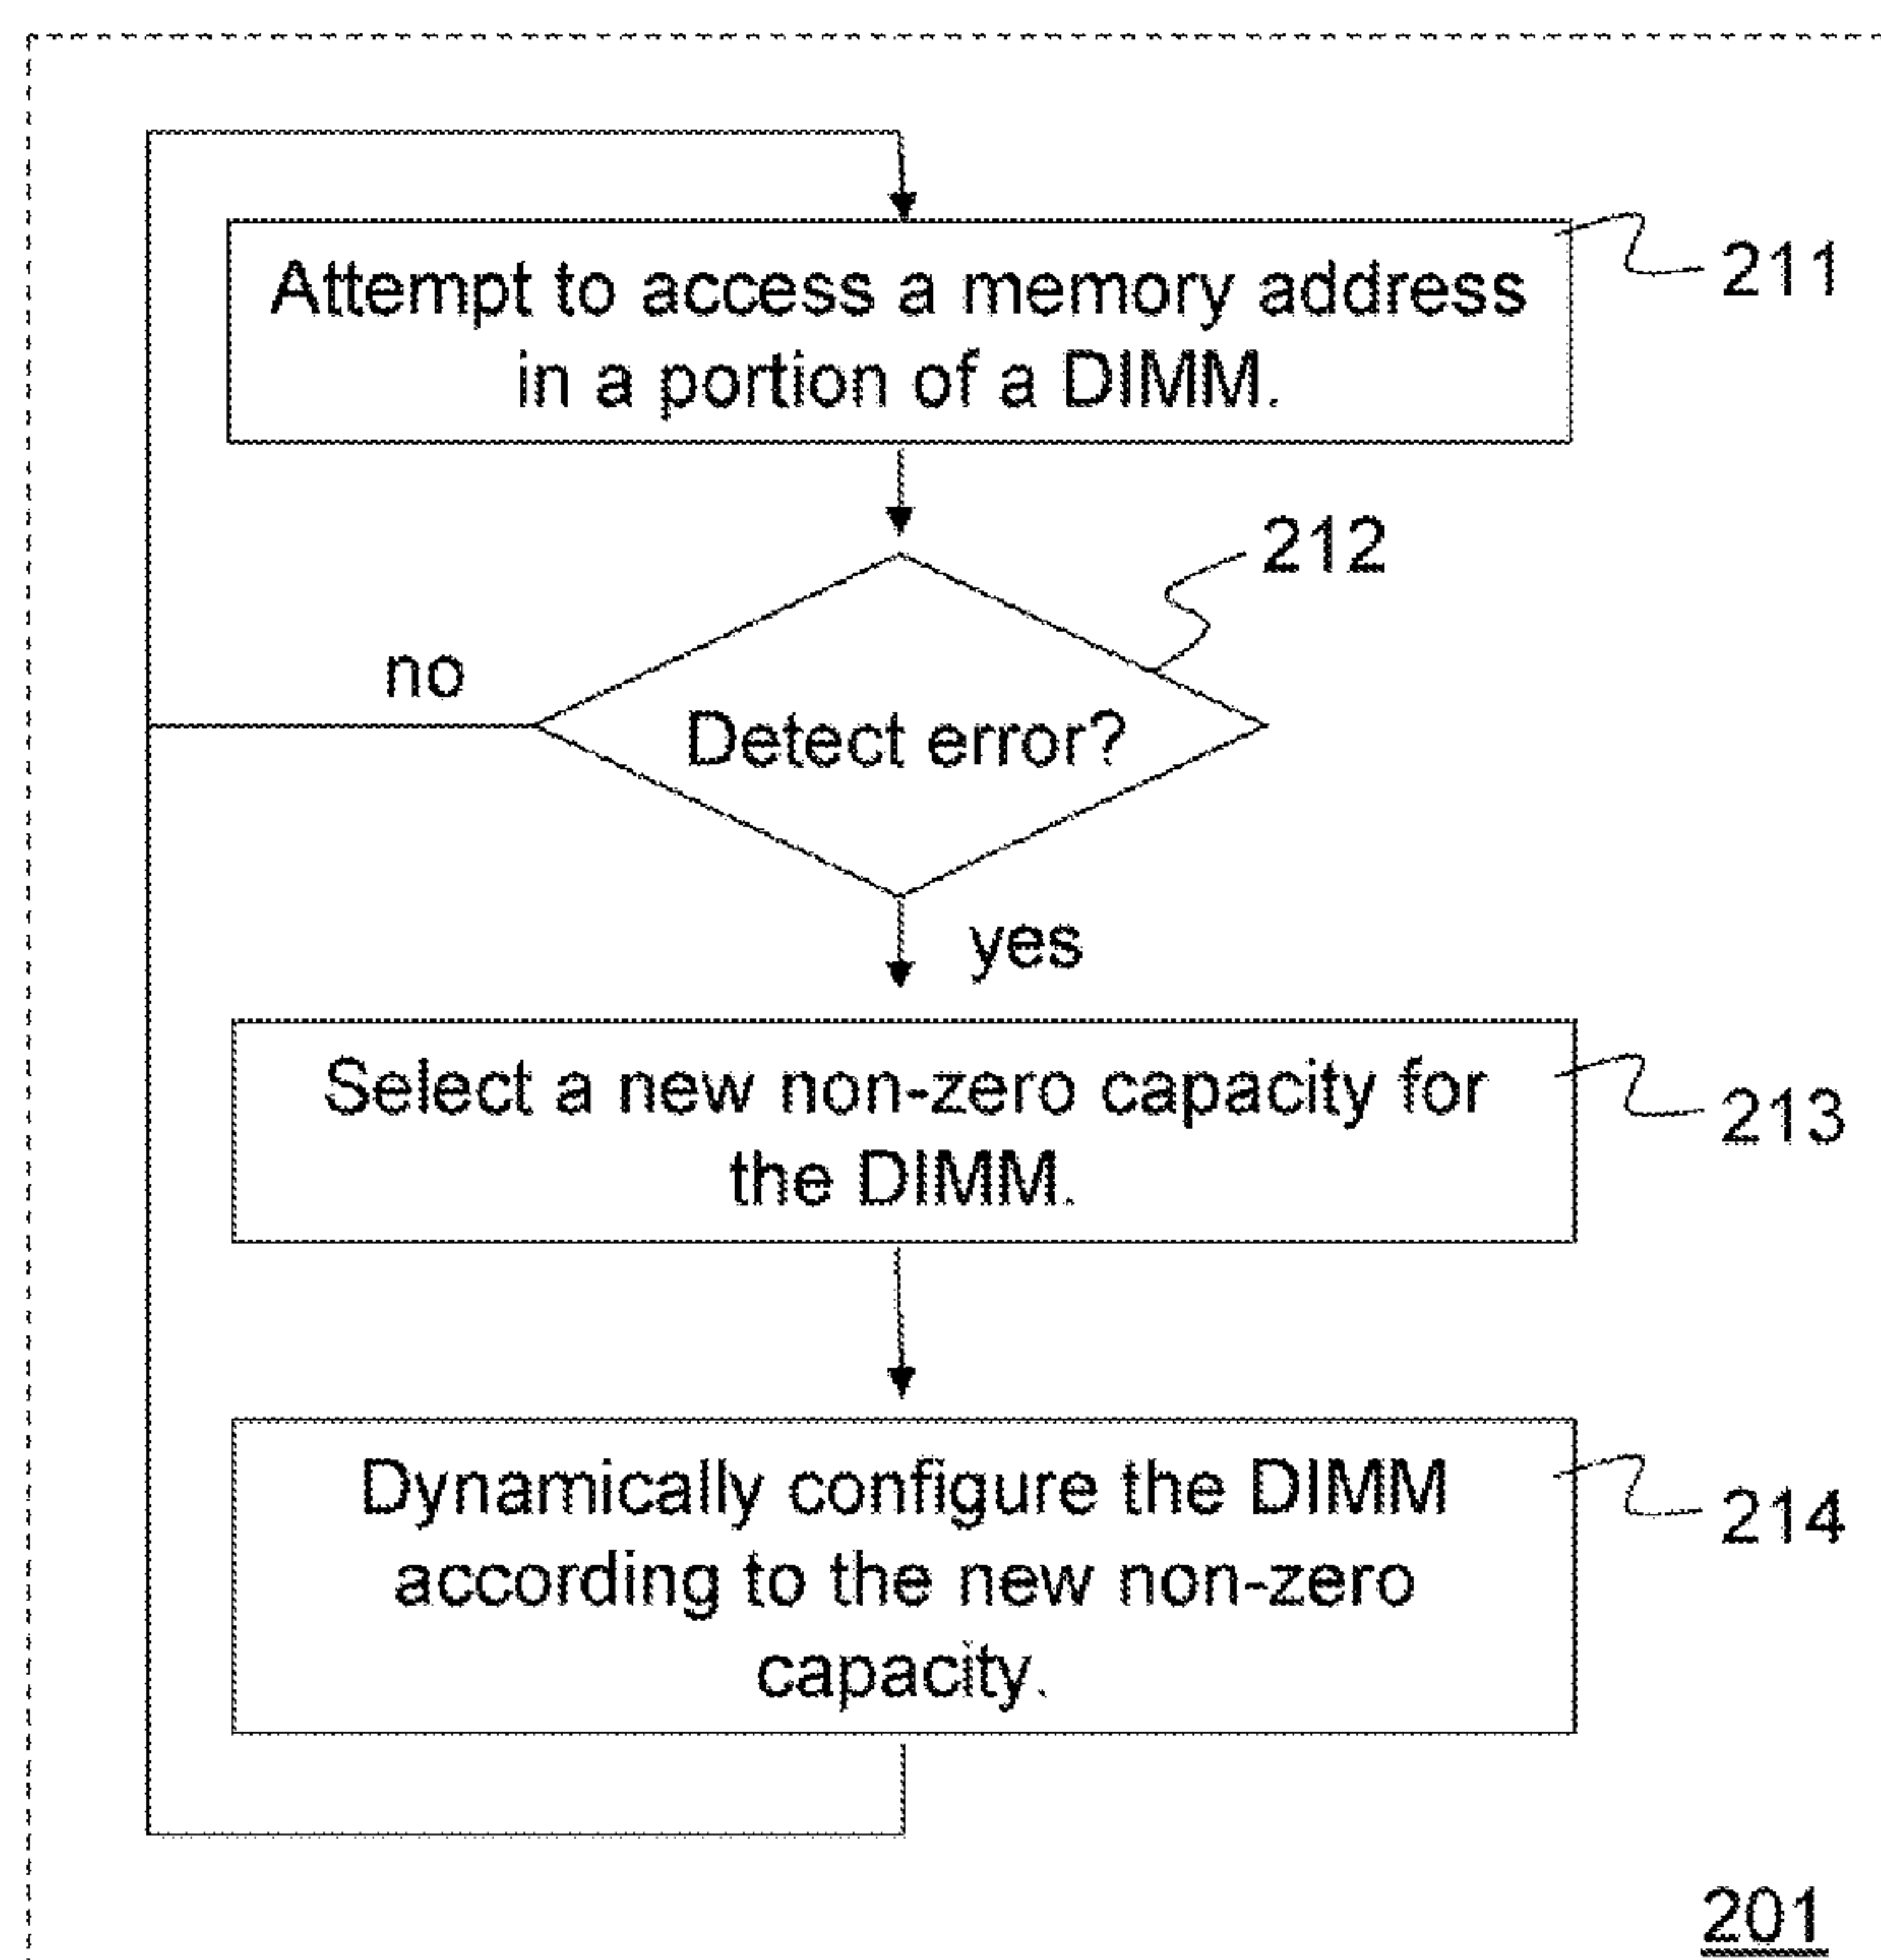 Attempt to access a memory address
in a portion of a DIMM.
211
212
no
Detect error?
yes
Select a new non-zero capacity for
the DIMM.
213
Dynamically configure the DIMM
according to the new non-zero
capacity.
214
201